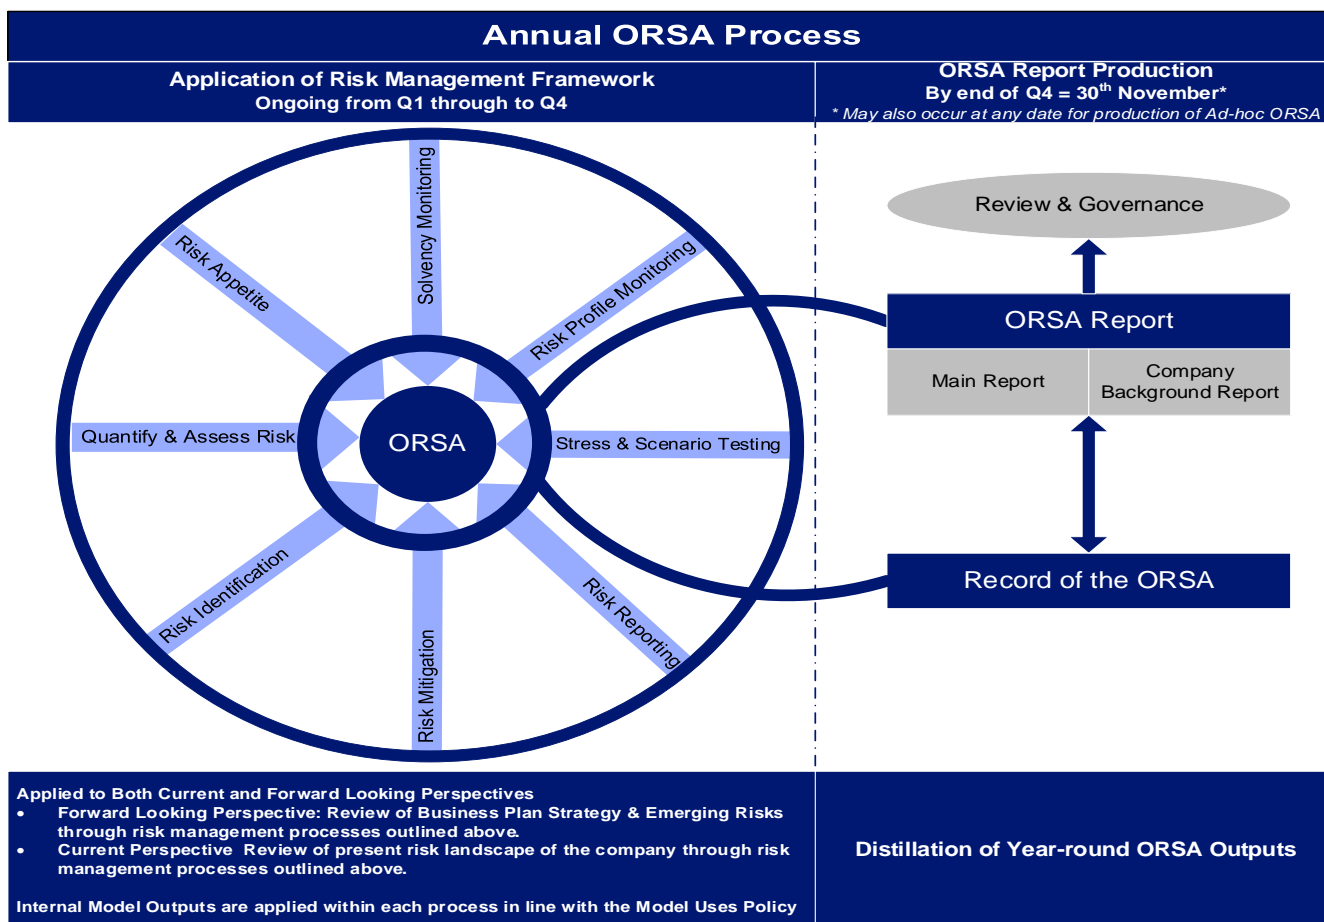 Annual ORSA Process
Application of Risk Management Framework
Ongoing from Q1 through to Q4
ORSA Report Production
By end of Q4 = 30th November*
* May also occur at any date for production of Ad-hoc ORSA
Solvency Monitoring
Risk Appetite
Risk Profile Monitoring
Quantify & Assess Risk
ORSA
Stress & Scenario Testing
Risk Identification
Risk Mitigation
Risk Reporting
Review & Governance
ORSA Report
Main Report
Company
Background Report
Record of the ORSA
Applied to Both Current and Forward Looking Perspectives
• Forward Looking Perspective: Review of Business Plan Strategy & Emerging Risks
through risk management processes outlined above.
• Current Perspective Review of present risk landscape of the company through risk
management processes outlined above.
Internal Model Outputs are applied within each process in line with the Model Uses Policy
Distillation of Year-round ORSA Outputs